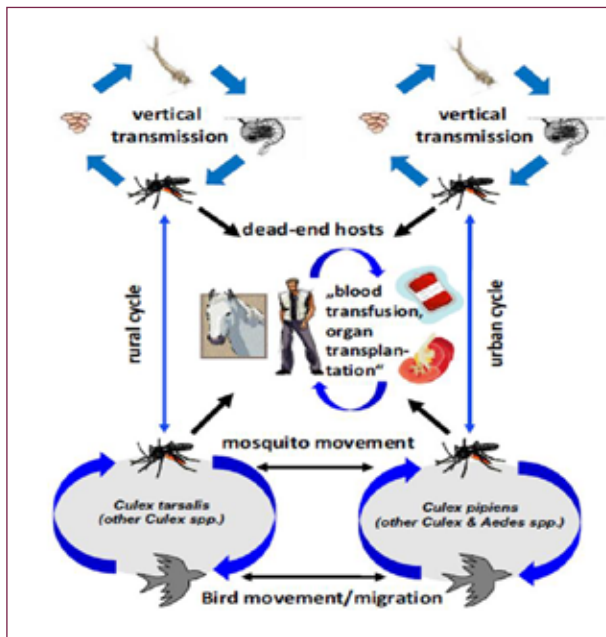 vertical
transmission
vertical
transmission
dead-end hosts
rural cycle
„blood
transfusion,
organ
transplan-
tation“
urban cycle
mosquito movement
Culex tarsalis
(other Culex spp.)
Culex pipiens
(other Culex & Aedes spp.)
Bird movement/migration